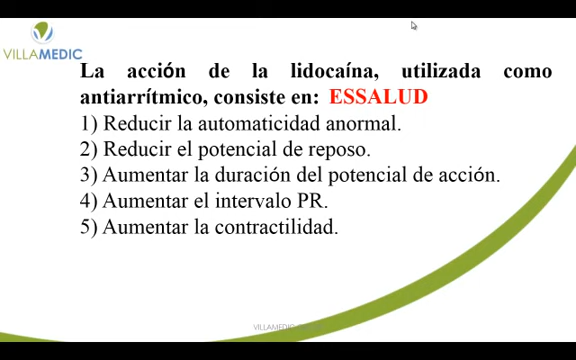 VILLAMEDIC
La acción de la lidocaína, utilizada como
antiarrítmico, consiste en: ESSALUD
1) Reducir la automaticidad anormal.
2) Reducir el potencial de reposo.
3) Aumentar la duración del potencial de acción.
4) Aumentar el intervalo PR.
5) Aumentar la contractilidad.